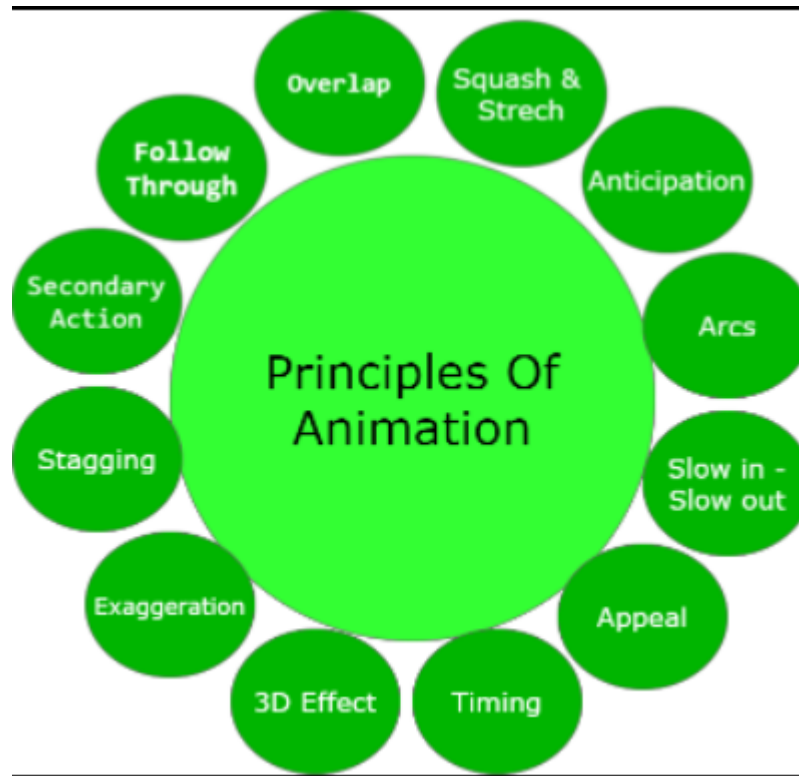 Principles Of
Animation
Overlap
Squash &
Strech
Anticipation
Arcs
Slow in -
Slow out
Appeal
Timing
3D Effect
Exaggeration
Stagging
Secondary
Action
Follow
Through